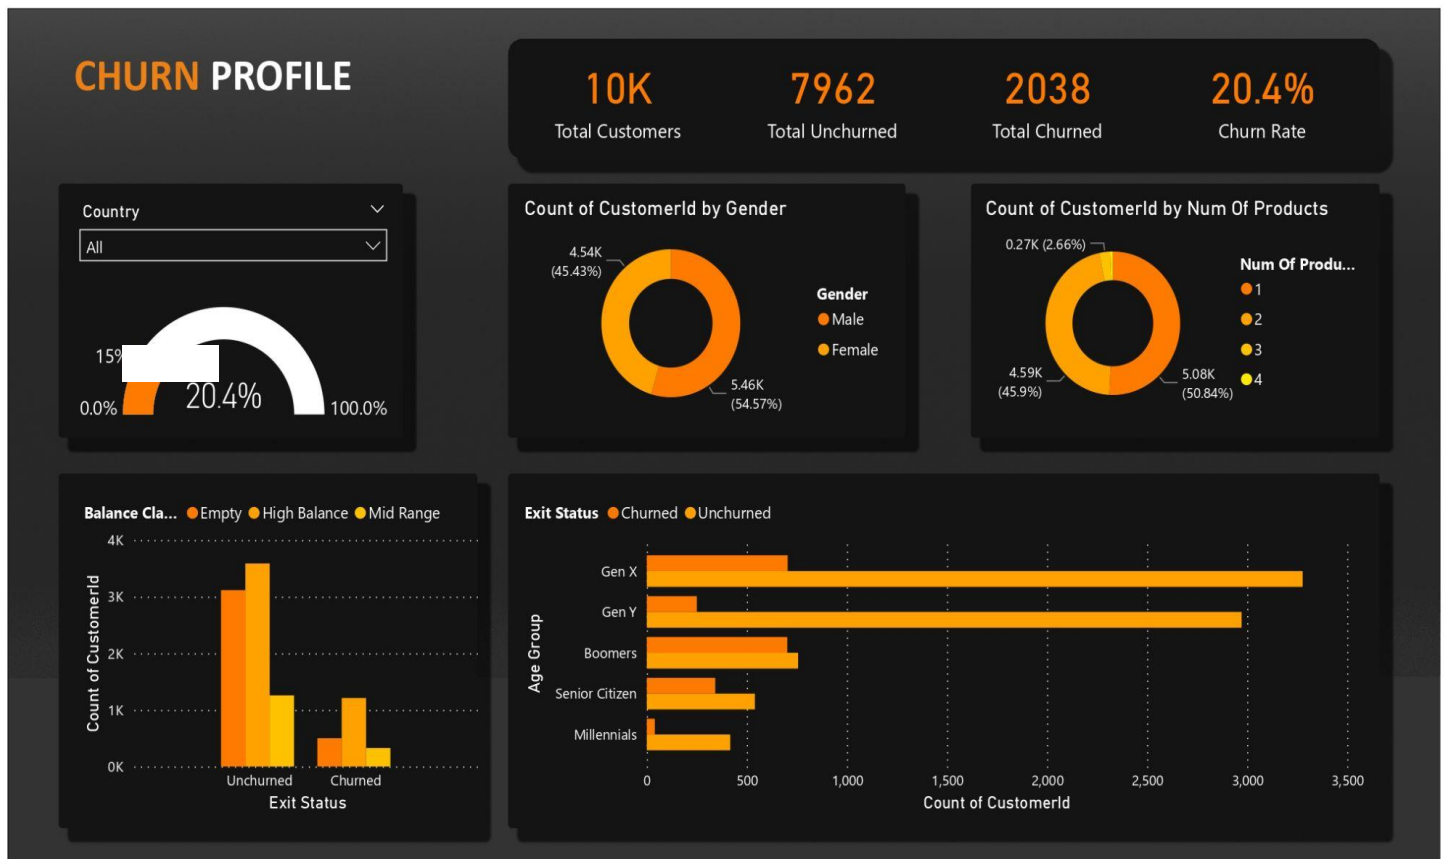 CHURN PROFILE
10K
Total Customers
7962
Total Unchurned
2038
Total Churned
20.4%
Churn Rate
Country
All
15%
0.0%
20.4%
100.0%
Count of CustomerId by Gender
4.54K
(45.43%)
5.46K
(54.57%)
Gender
Male
Female
Count of CustomerId by Num Of Products
0.27K (2.66%)
4.59K
(45.9%)
5.08K
(50.84%)
Num Of Produ...
1
2
3
4
Balance Cla... Empty High Balance Mid Range
4K
3K
2K
1K
0K
Count of CustomerId
Unchurned Churned
Exit Status
Exit Status Churned Unchurned
Age Group
Gen X
Gen Y
Boomers
Senior Citizen
Millennials
0 500 1,000 1,500 2,000 2,500 3,000 3,500
Count of CustomerId